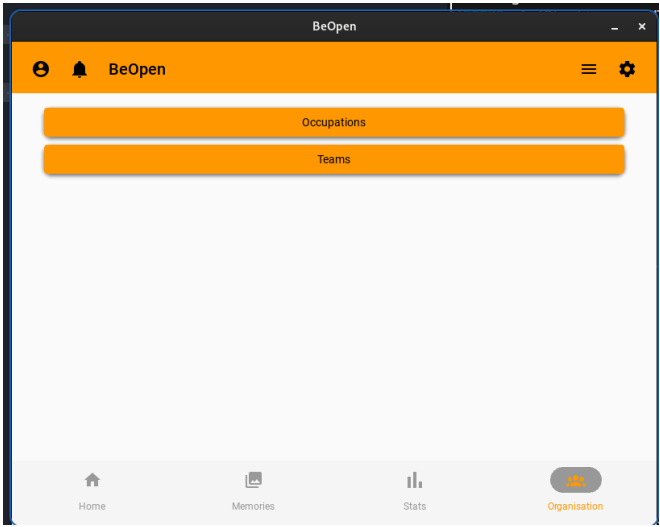 BeOpen
BeOpen
Occupations
Teams
Home
Memories
Stats
Organisation